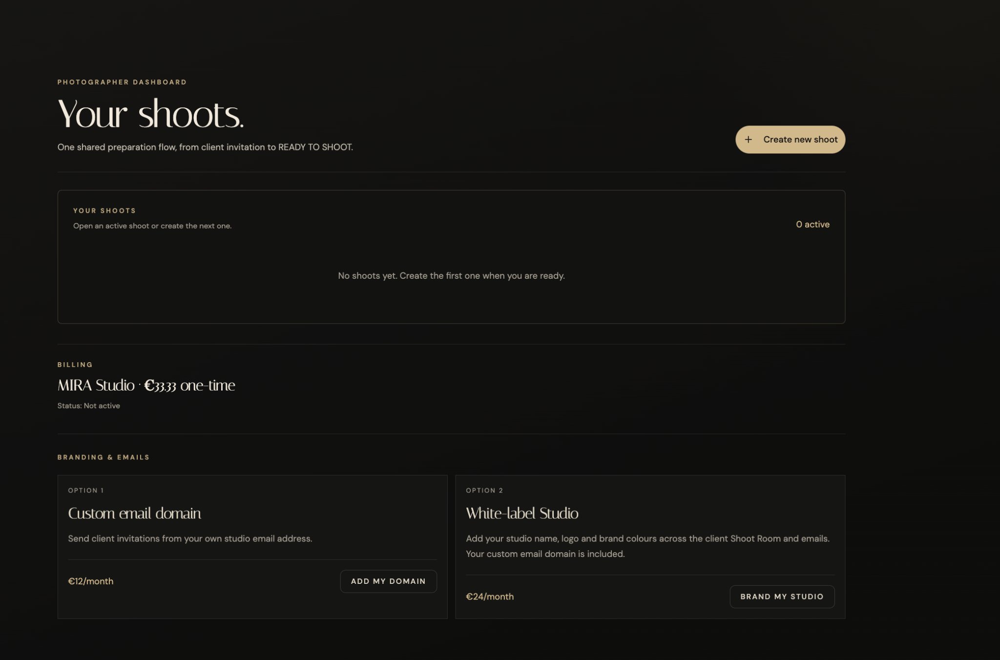 PHOTOGRAPHER DASHBOARD
Your shoots.
One shared preparation flow, from client invitation to READY TO SHOOT.
+ Create new shoot
YOUR SHOOTS
Open an active shoot or create the next one.
0 active
No shoots yet. Create the first one when you are ready.
BILLING
MIRA Studio · €33.33 one-time
Status: Not active
BRANDING & EMAILS
OPTION 1
Custom email domain
Send client invitations from your own studio email address.
€12/month
ADD MY DOMAIN
OPTION 2
White-label Studio
Add your studio name, logo and brand colours across the client Shoot Room and emails.
Your custom email domain is included.
€24/month
BRAND MY STUDIO